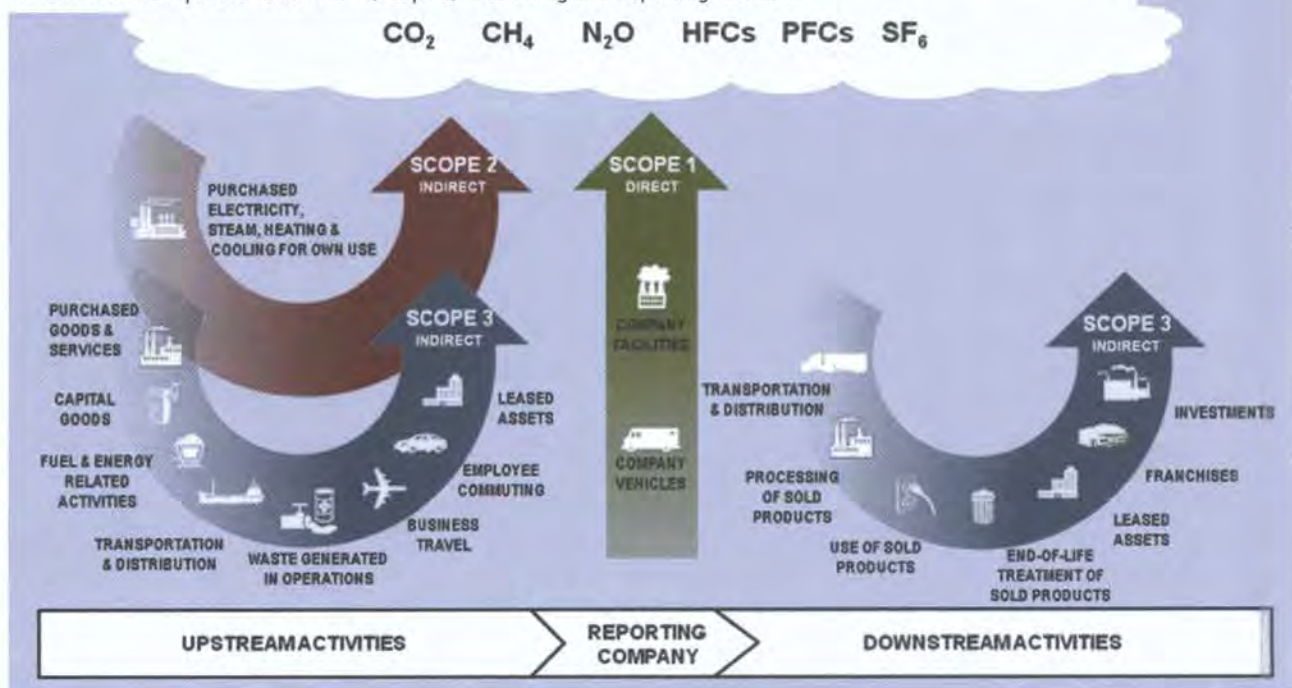 CO₂ CH₄ N₂O HFCs PFCs SF₆
SCOPE 2
INDIRECT
PURCHASED
ELECTRICITY,
STEAM, HEATING &
COOLING FOR OWN USE
SCOPE 1
DIRECT
COMPANY
FACILITIES
COMPANY
VEHICLES
SCOPE 3
INDIRECT
PURCHASED
GOODS &
SERVICES
CAPITAL
GOODS
FUEL & ENERGY
RELATED
ACTIVITIES
TRANSPORTATION
& DISTRIBUTION
WASTE GENERATED
IN OPERATIONS
BUSINESS
TRAVEL
EMPLOYEE
COMMUTING
LEASED
ASSETS
SCOPE 3
INDIRECT
TRANSPORTATION
& DISTRIBUTION
PROCESSING
OF SOLD
PRODUCTS
USE OF SOLD
PRODUCTS
END-OF-LIFE
TREATMENT OF
SOLD PRODUCTS
LEASED
ASSETS
FRANCHISES
INVESTMENTS
UPSTREAMACTIVITIES
REPORTING
COMPANY
DOWNSTREAMACTIVITIES